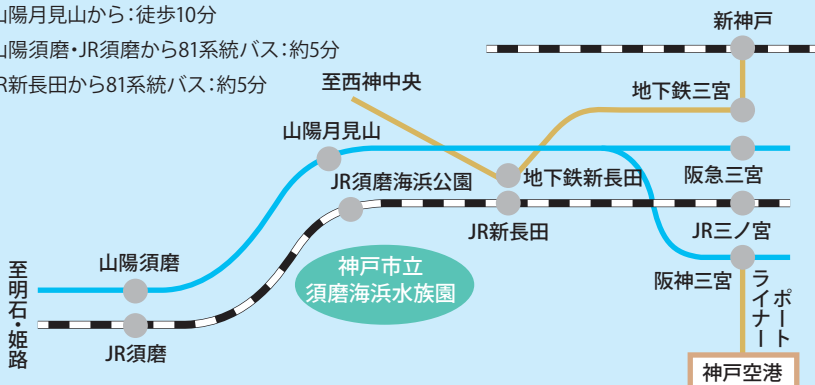 山陽月見山から：徒歩10分
山陽須磨・JR須磨から81系統バス：約5分
JR新長田から81系統バス：約5分
新神戸
至西神中央
地下鉄三宮
山陽月見山
JR須磨海浜公園
地下鉄新長田
阪急三宮
JR新長田
JR三ノ宮
山陽須磨
神戸市立
須磨海浜水族園
阪神三宮
至明石・姫路
ポート
ライナー
JR須磨
神戸空港